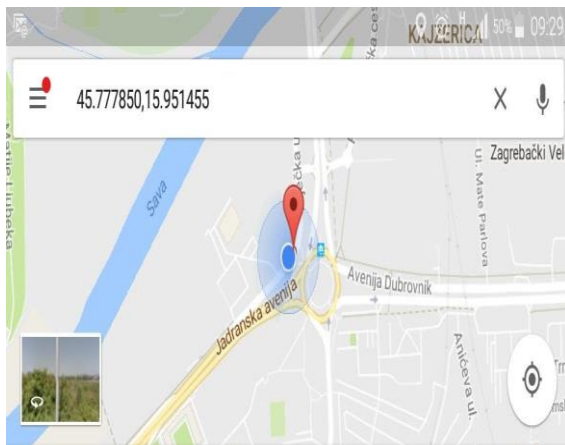 KAJZERICA
50% 09:29
45.777850,15.951455
Zagrebački Vel
Sava
Ul. Mate Parlova
Avenija Dubrovnik
Jadranska avenija
Anićeva ul.